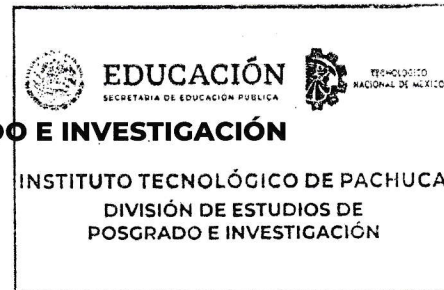 EDUCACIÓN
SECRETARÍA DE EDUCACIÓN PÚBLICA
TECNOLÓGICO
NACIONAL DE MÉXICO
DO E INVESTIGACIÓN
INSTITUTO TECNOLÓGICO DE PACHUCA
DIVISIÓN DE ESTUDIOS DE
POSGRADO E INVESTIGACIÓN